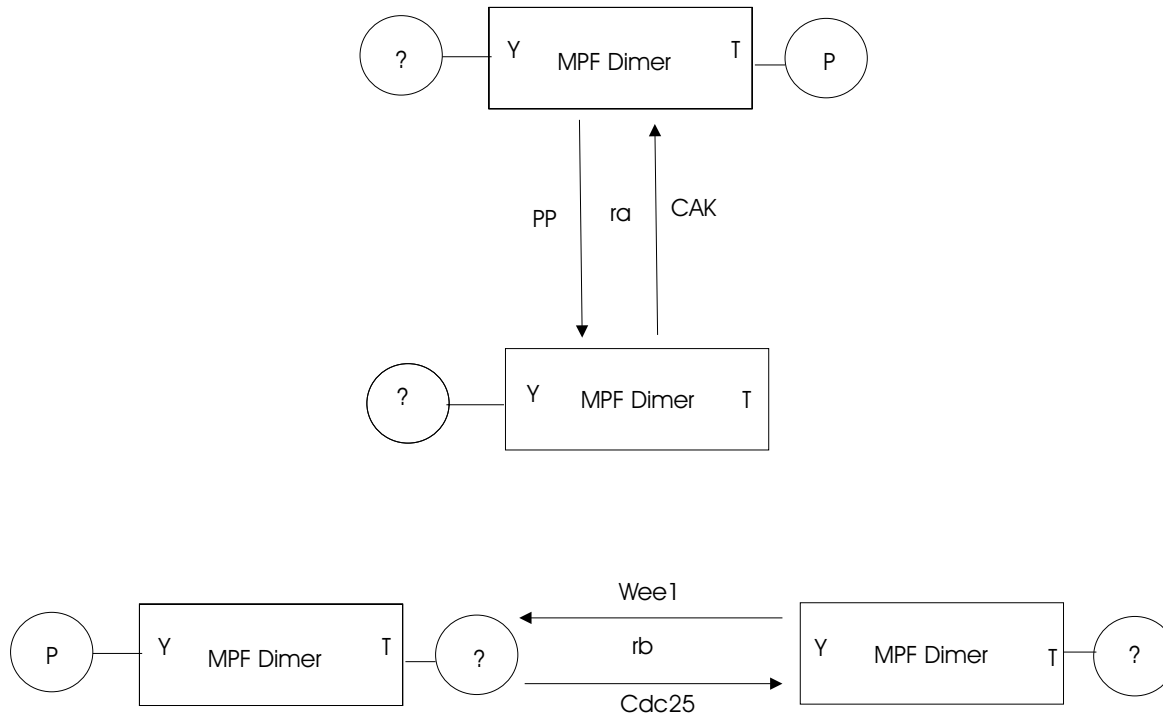 ? Y MPF Dimer T P
PP ra CAK
? Y MPF Dimer T
Wee1
P Y MPF Dimer T ? rb Y MPF Dimer T ?
Cdc25